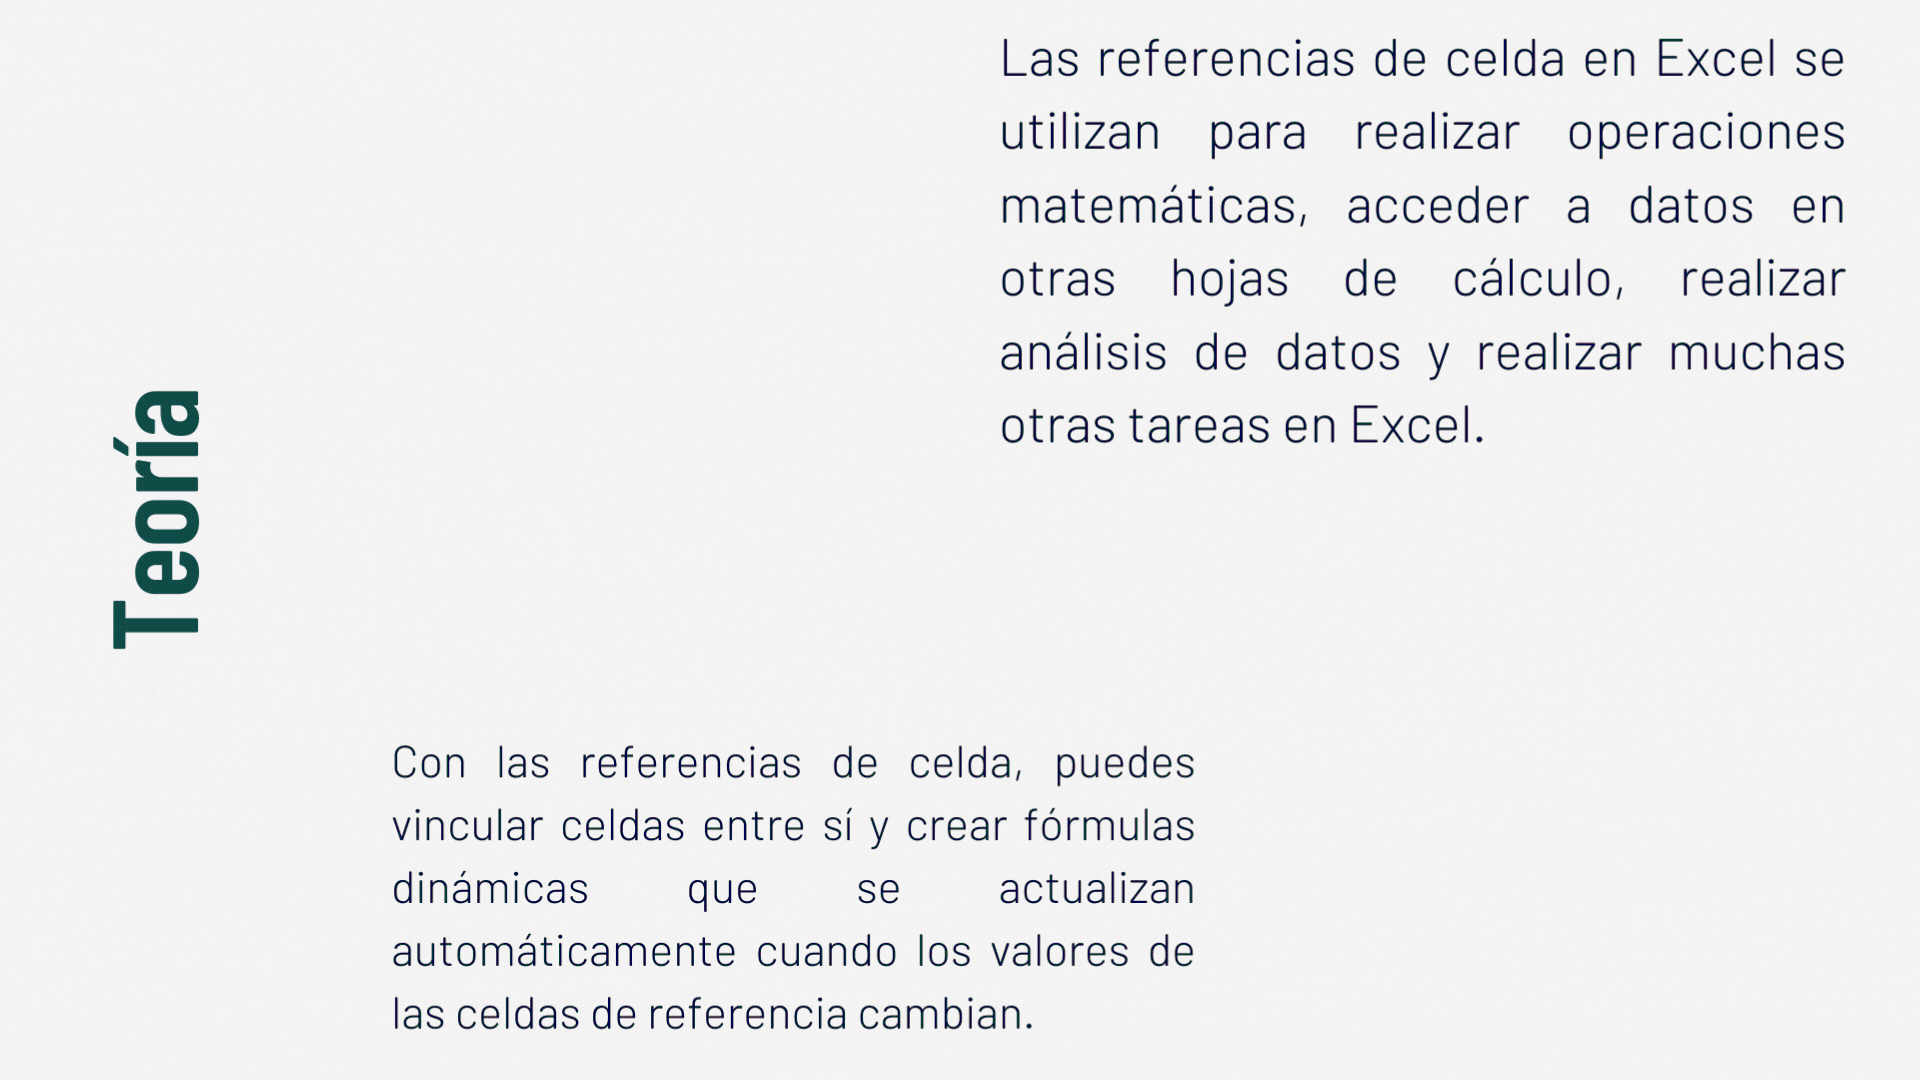 Las referencias de celda en Excel se
utilizan para realizar operaciones
matemáticas, acceder a datos en
otras hojas de cálculo, realizar
análisis de datos y realizar muchas
otras tareas en Excel.
Teoría
Con las referencias de celda, puedes
vincular celdas entre sí y crear fórmulas
dinámicas que se actualizan
automáticamente cuando los valores de
las celdas de referencia cambian.